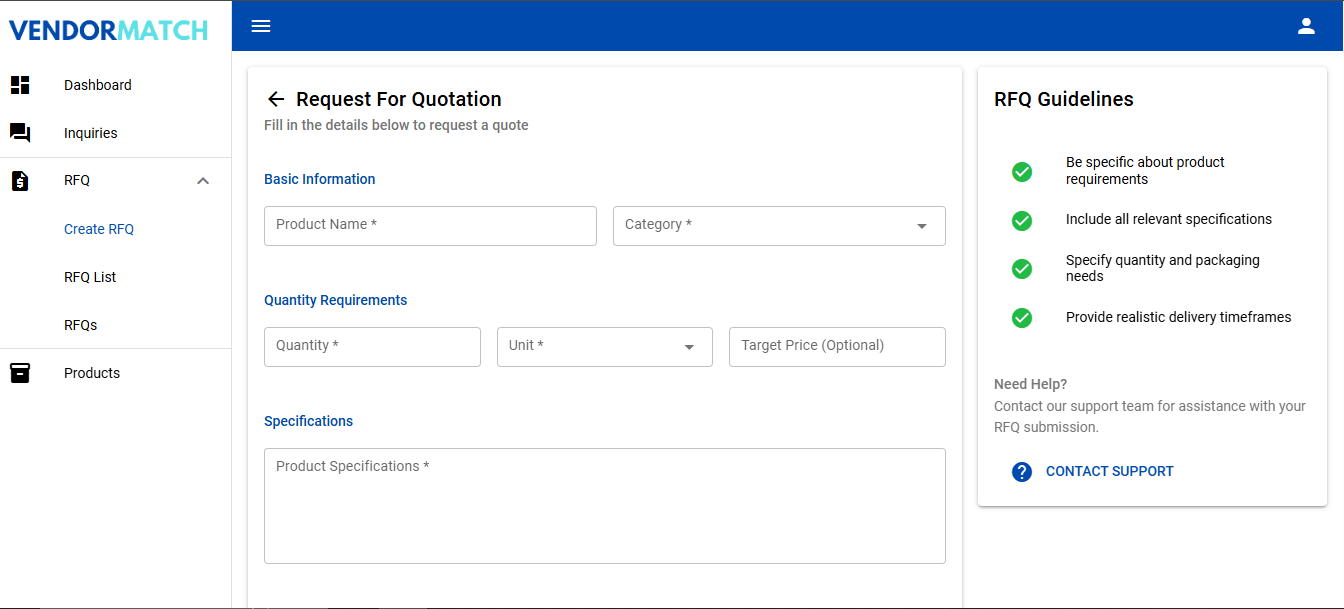 VENDORMATCH
Dashboard
Inquiries
RFQ
Create RFQ
RFQ List
RFQs
Products
Request For Quotation
Fill in the details below to request a quote
Basic Information
Product Name *
Category *
Quantity Requirements
Quantity *
Unit *
Target Price (Optional)
Specifications
Product Specifications *
RFQ Guidelines
Be specific about product
requirements
Include all relevant specifications
Specify quantity and packaging
needs
Provide realistic delivery timeframes
Need Help?
Contact our support team for assistance with your
RFQ submission.
CONTACT SUPPORT